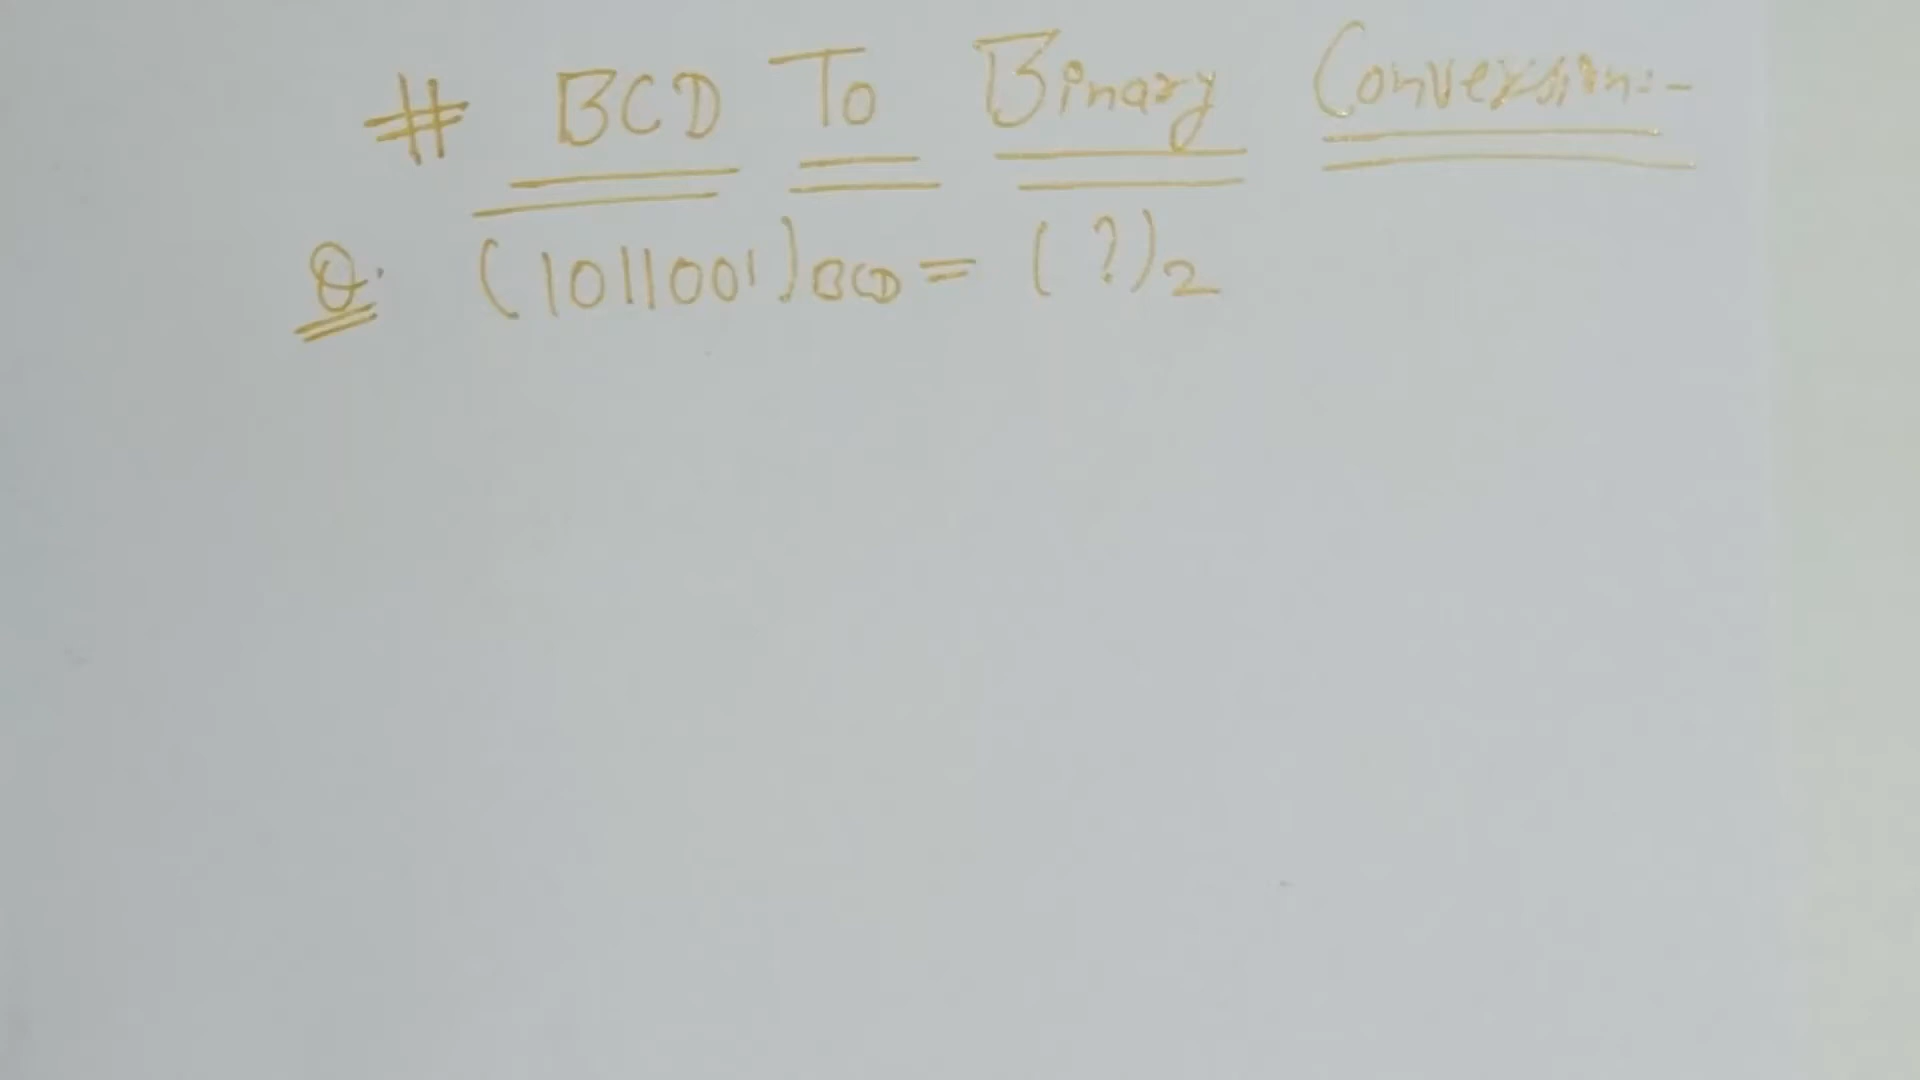 # BCD To Binary Conversion:-
Q. (1011001)BCD = (?)2